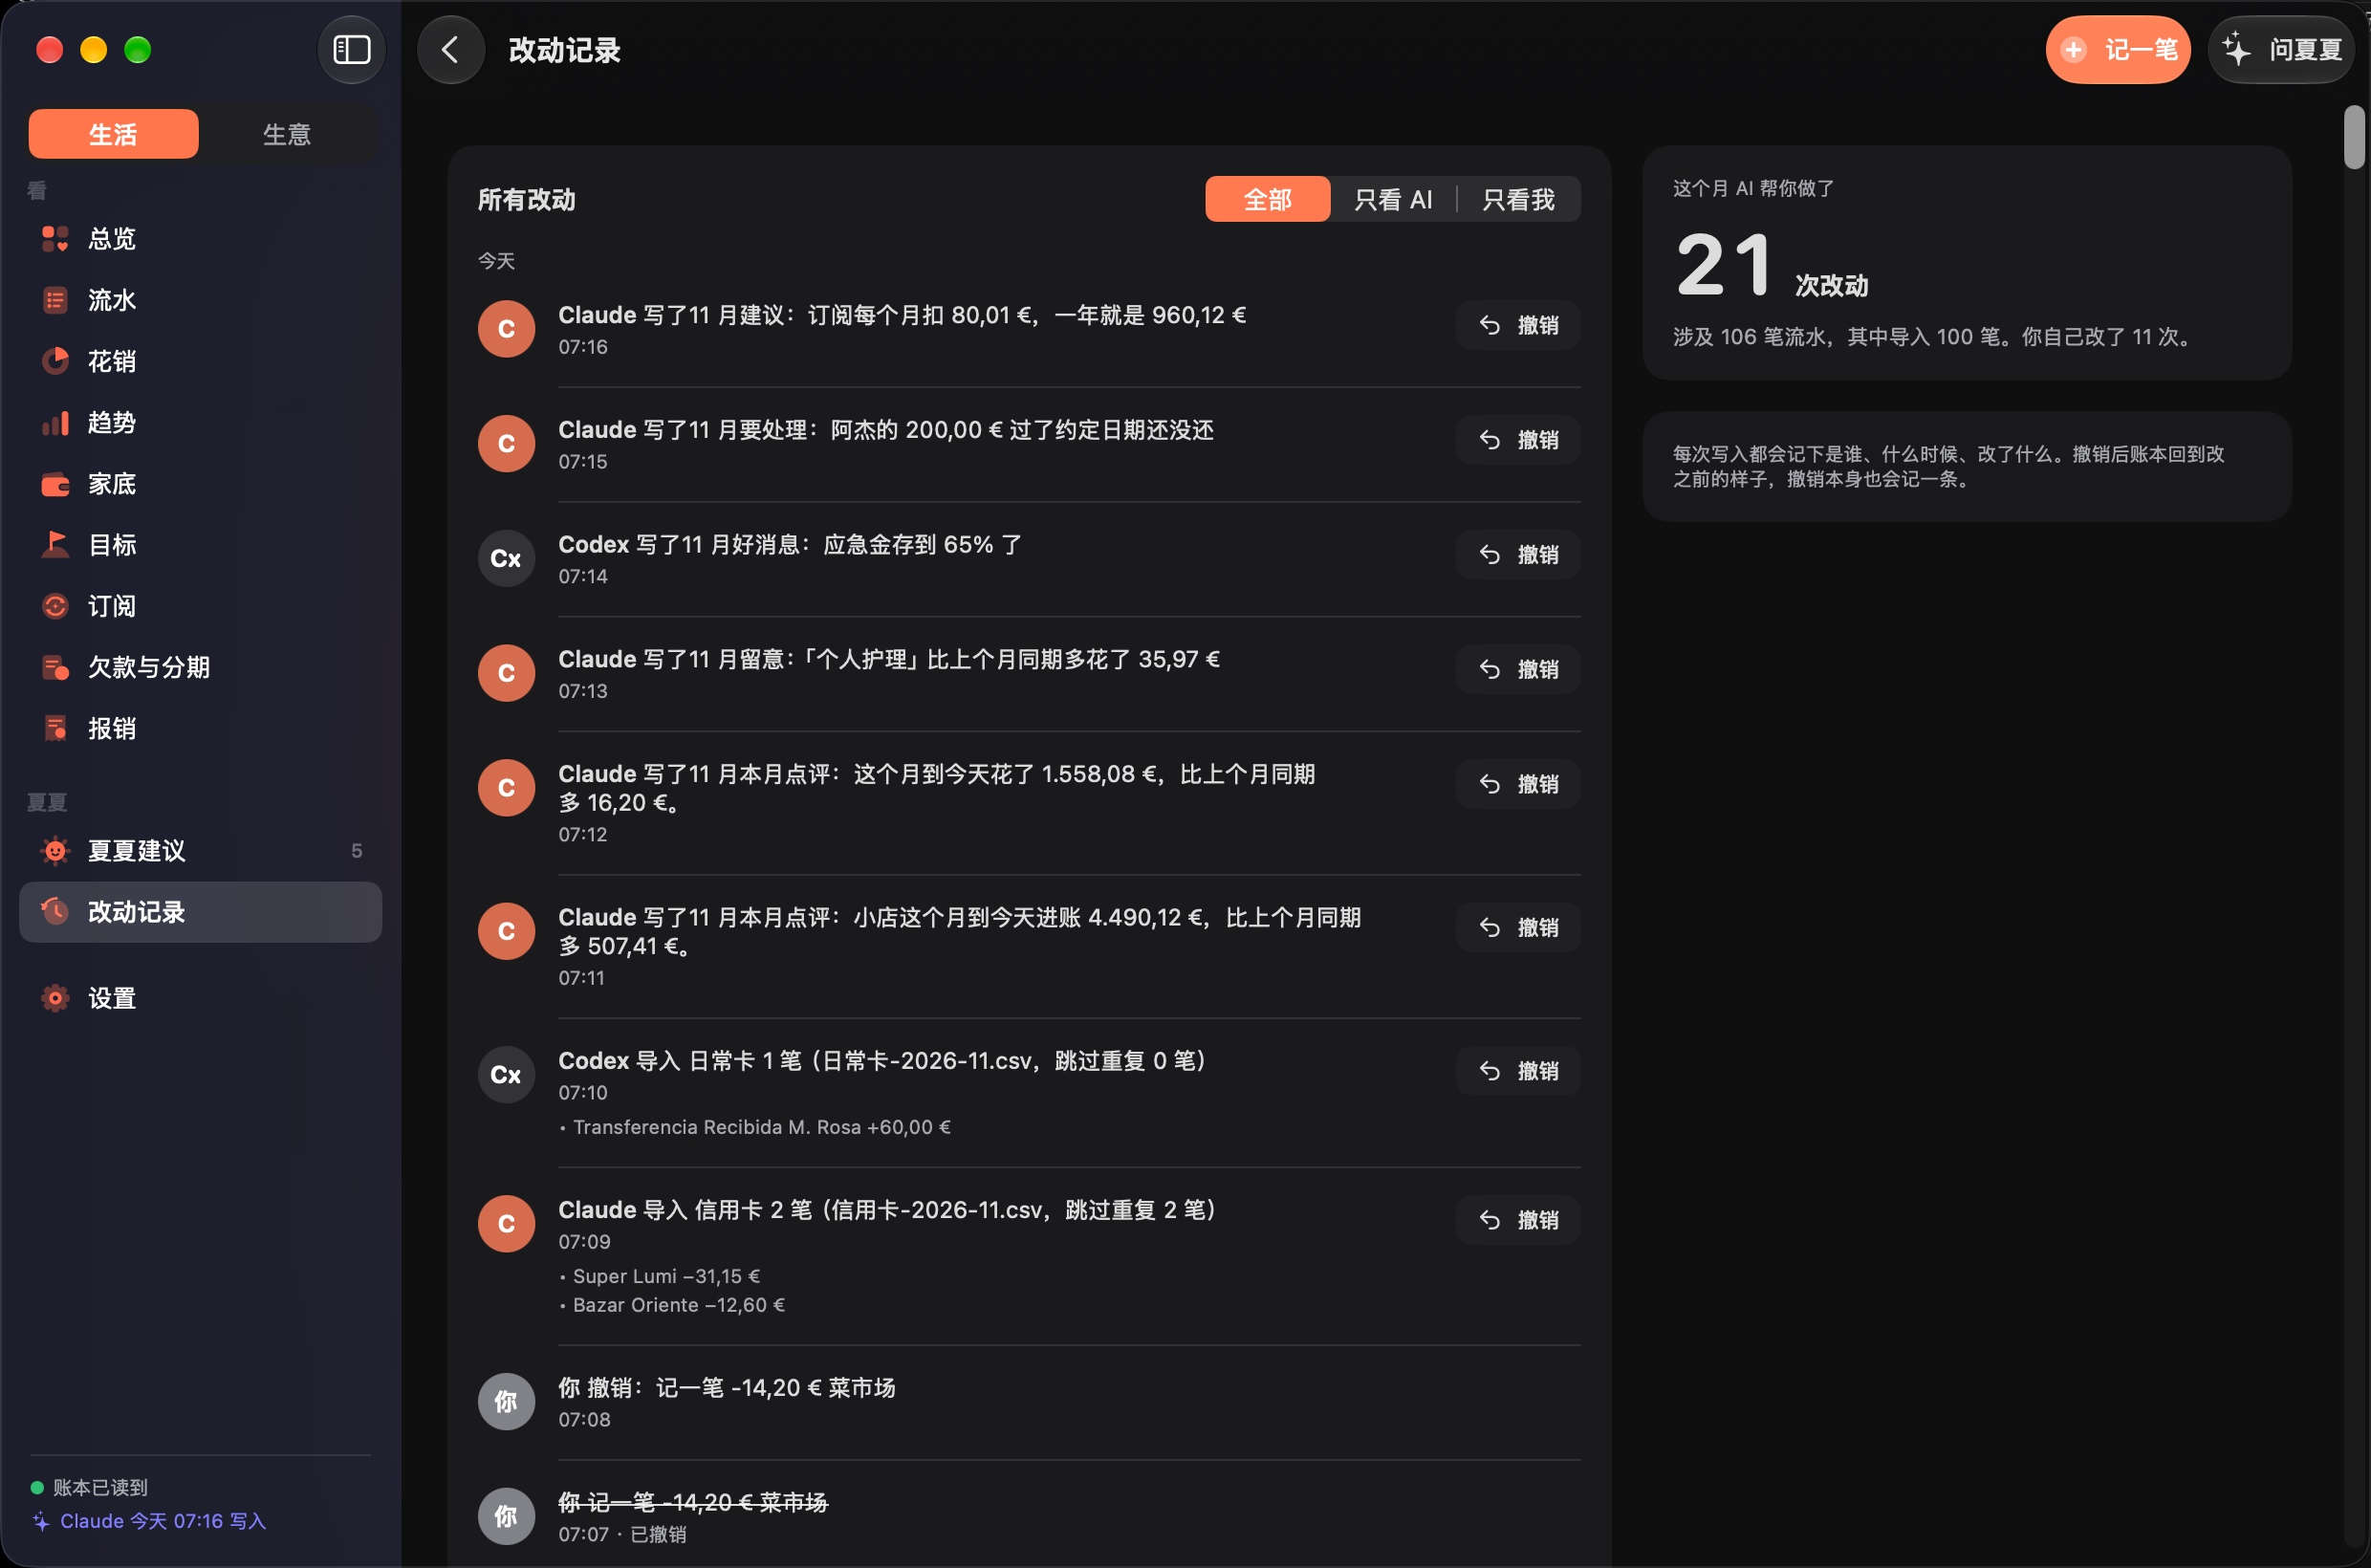 改动记录
记一笔
问夏夏
生活
生意
看
总览
流水
花销
趋势
家底
目标
订阅
欠款与分期
报销
夏夏
夏夏建议
5
改动记录
设置
账本已读到
Claude 今天 07:16 写入
所有改动
全部
只看 AI
只看我
今天
C
Claude 写了11 月建议：订阅每个月扣 80,01 €，一年就是 960,12 €
07:16
撤销
C
Claude 写了11 月要处理：阿杰的 200,00 € 过了约定日期还没还
07:15
撤销
Cx
Codex 写了11 月好消息：应急金存到 65% 了
07:14
撤销
C
Claude 写了11 月留意：「个人护理」比上个月同期多花了 35,97 €
07:13
撤销
C
Claude 写了11 月本月点评：这个月到今天花了 1.558,08 €，比上个月同期
多 16,20 €。
07:12
撤销
C
Claude 写了11 月本月点评：小店这个月到今天进账 4.490,12 €，比上个月同期
多 507,41 €。
07:11
撤销
Cx
Codex 导入 日常卡 1 笔（日常卡-2026-11.csv，跳过重复 0 笔）
07:10
• Transferencia Recibida M. Rosa +60,00 €
撤销
C
Claude 导入 信用卡 2 笔（信用卡-2026-11.csv，跳过重复 2 笔）
07:09
• Super Lumi −31,15 €
• Bazar Oriente −12,60 €
撤销
你
你 撤销：记一笔 -14,20 € 菜市场
07:08
你
你 记一笔 -14,20 € 菜市场
07:07 · 已撤销
这个月 AI 帮你做了
21 次改动
涉及 106 笔流水，其中导入 100 笔。你自己改了 11 次。
每次写入都会记下是谁、什么时候、改了什么。撤销后账本回到改
之前的样子，撤销本身也会记一条。